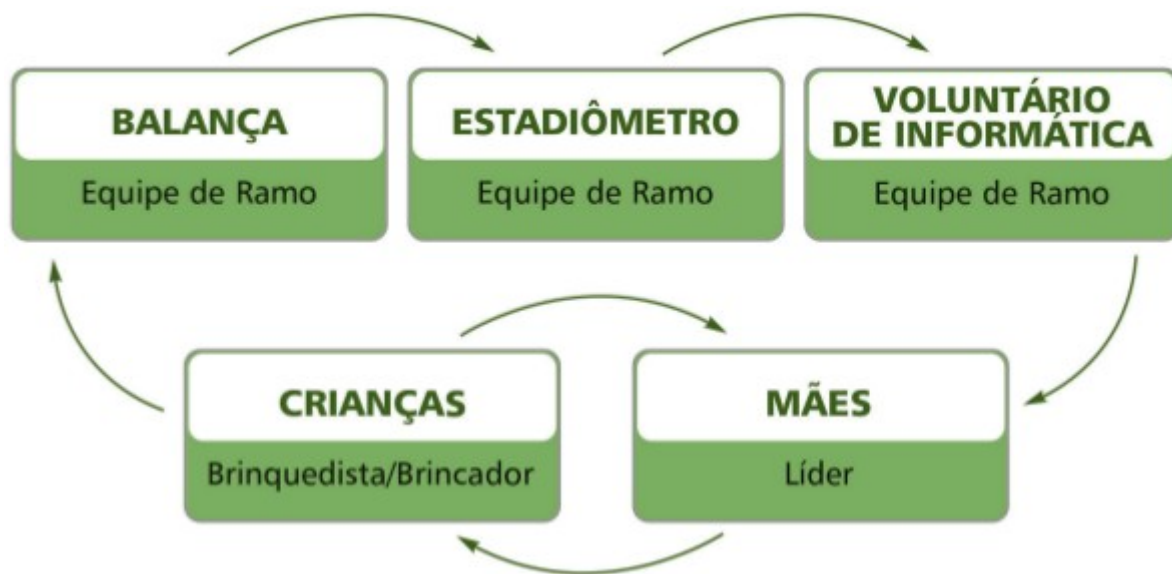 BALANÇA
Equipe de Ramo
ESTADIÔMETRO
Equipe de Ramo
VOLUNTÁRIO
DE INFORMÁTICA
Equipe de Ramo
CRIANÇAS
Brinquedista/Brincador
MÃES
Líder